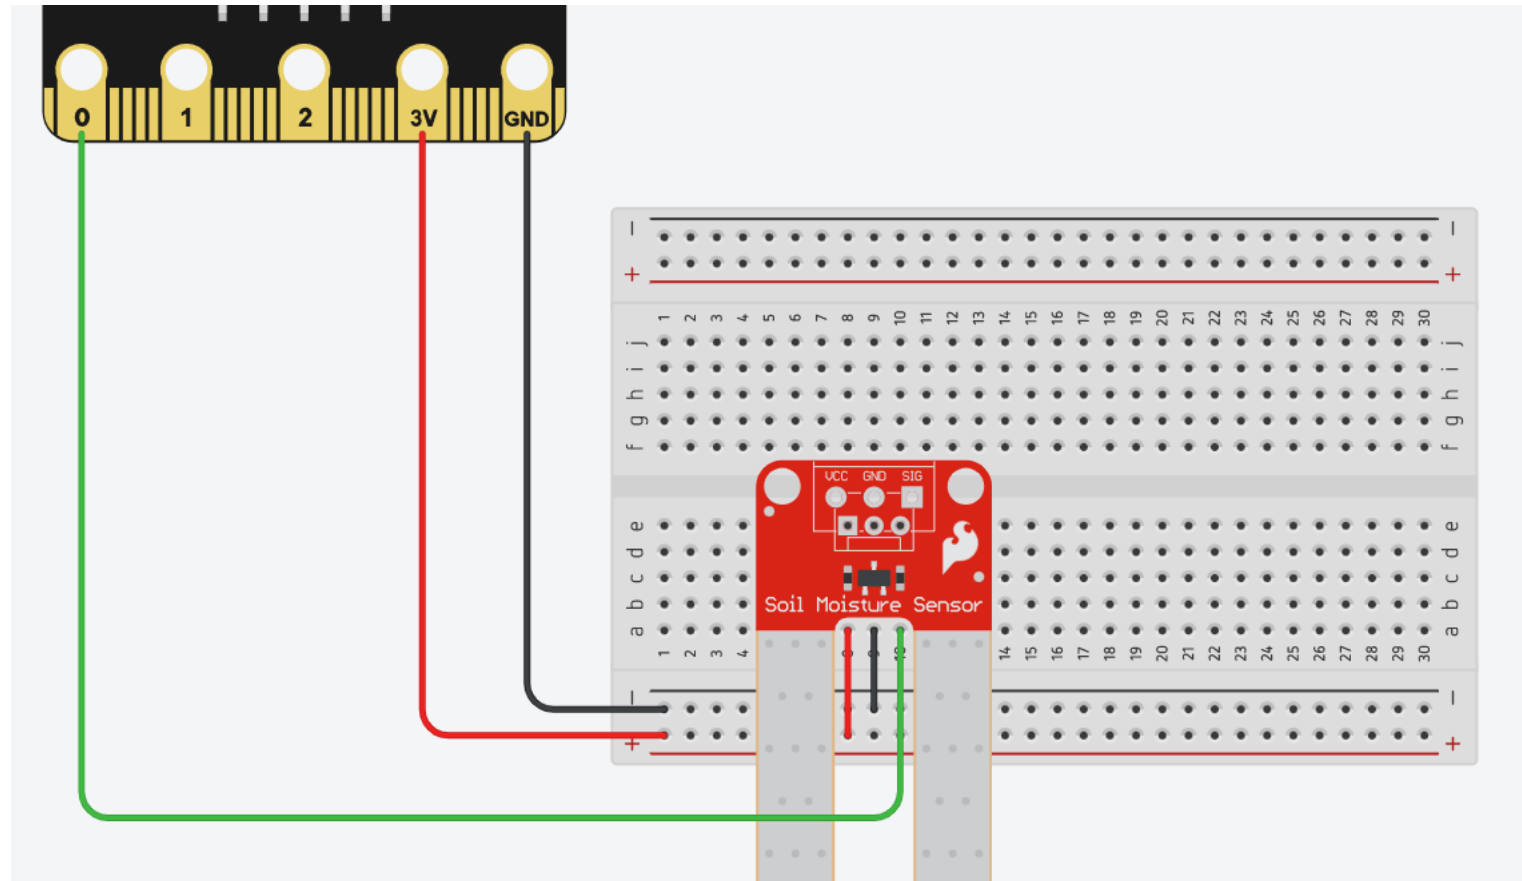 0 1 2 3V GND
− −
+ +
1 2 3 4 5 6 7 8 9 10 11 12 13 14 15 16 17 18 19 20 21 22 23 24 25 26 27 28 29 30
j j
i i
h h
g g
f f
VCC GND SIG
e e
d d
c c
b b
Soil Moisture Sensor
a a
1 2 3 4 8 9 10 14 15 16 17 18 19 20 21 22 23 24 25 26 27 28 29 30
− −
+ +